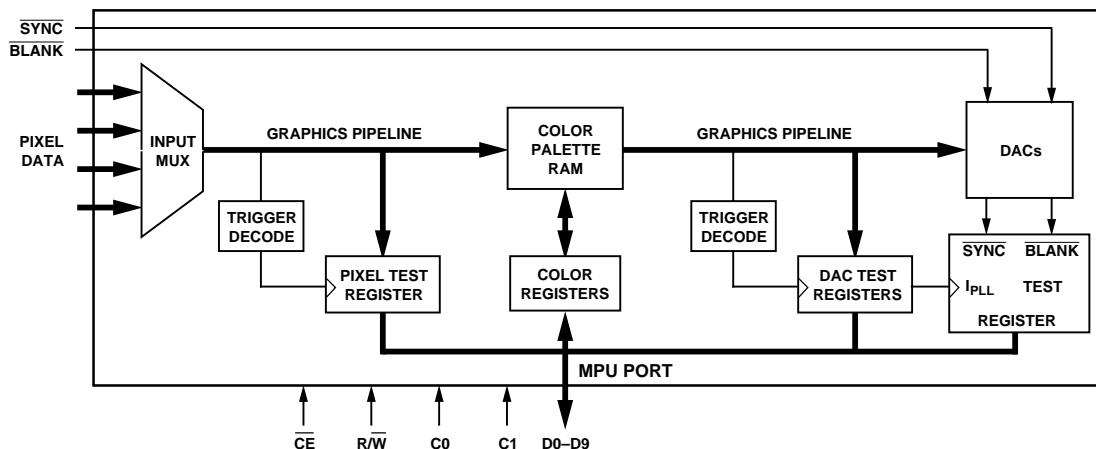 SYNC
BLANK
PIXEL
DATA
INPUT
MUX
GRAPHICS PIPELINE
COLOR
PALETTE
RAM
GRAPHICS PIPELINE
DACs
TRIGGER
DECODE
TRIGGER
DECODE
PIXEL TEST
REGISTER
COLOR
REGISTERS
DAC TEST
REGISTERS
SYNC BLANK
IPLL TEST
REGISTER
MPU PORT
CE R/W C0 C1 D0–D9